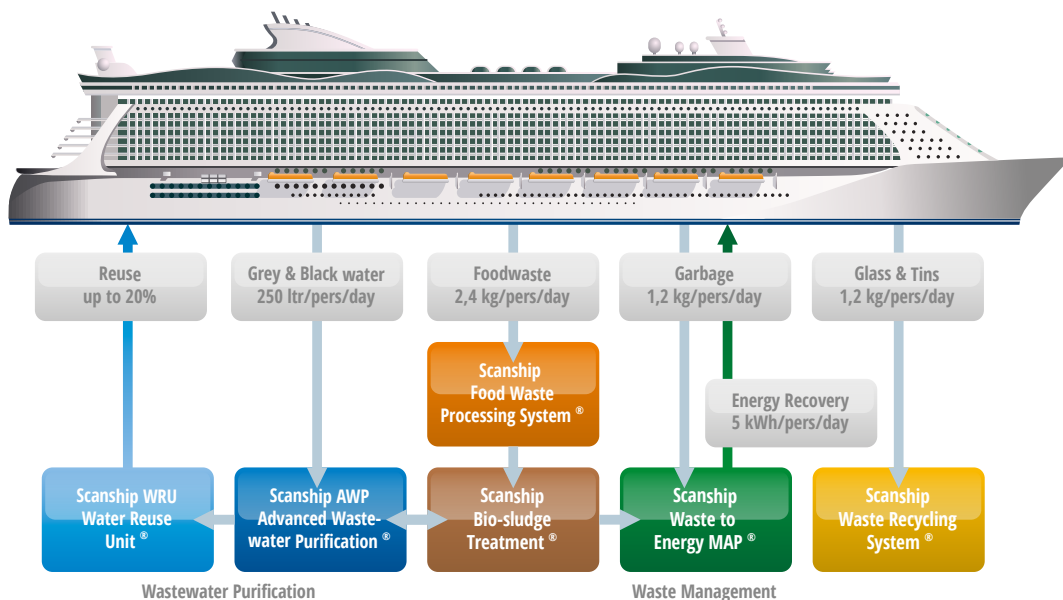 Reuse
up to 20%
Grey & Black water
250 ltr/pers/day
Foodwaste
2,4 kg/pers/day
Garbage
1,2 kg/pers/day
Glass & Tins
1,2 kg/pers/day
Scanship
Food Waste
Processing System ®
Energy Recovery
5 kWh/pers/day
Scanship WRU
Water Reuse
Unit ®
Scanship AWP
Advanced Waste-
water Purification ®
Scanship
Bio-sludge
Treatment ®
Scanship
Waste to
Energy MAP ®
Scanship
Waste Recycling
System ®
Wastewater Purification
Waste Management